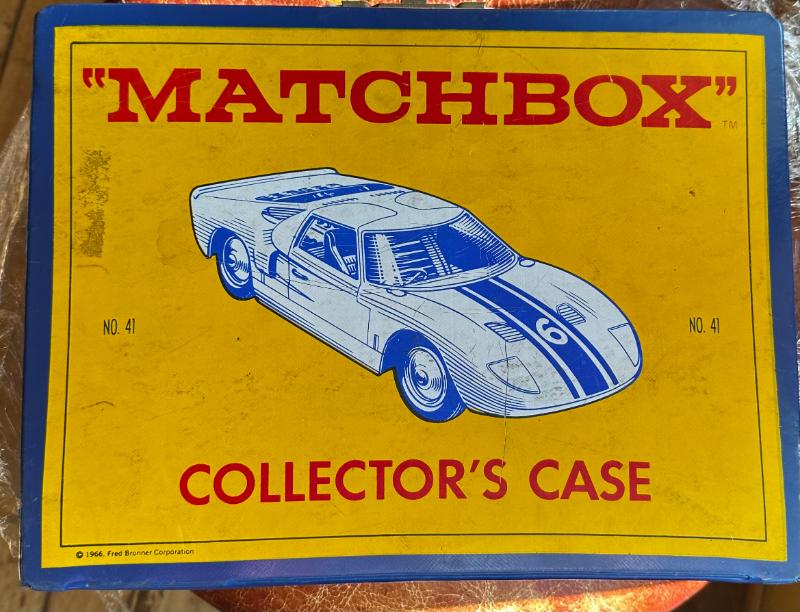 "MATCHBOX"
TM
NO. 41
6
NO. 41
COLLECTOR'S CASE
© 1966, Fred Bronner Corporation